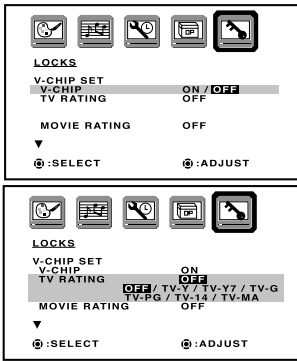 LOCKS
V-CHIP SET
V-CHIP ON / OFF
TV RATING OFF
MOVIE RATING OFF
▼
:SELECT :ADJUST
LOCKS
V-CHIP SET
V-CHIP ON
TV RATING OFF
OFF / TV-Y / TV-Y7 / TV-G
TV-PG / TV-14 / TV-MA
MOVIE RATING OFF
▼
:SELECT :ADJUST